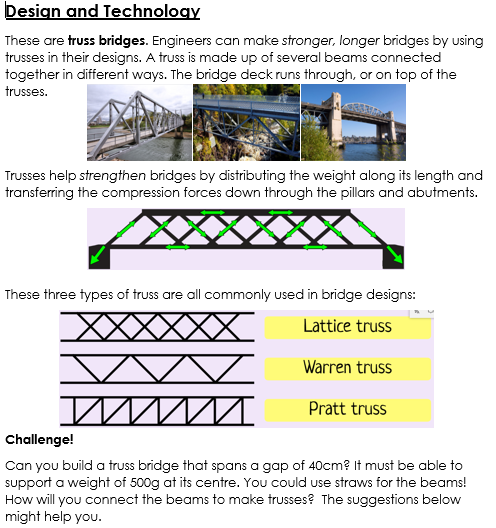 Design and Technology
These are truss bridges. Engineers can make stronger, longer bridges by using
trusses in their designs. A truss is made up of several beams connected
together in different ways. The bridge deck runs through, or on top of the
trusses.
Trusses help strengthen bridges by distributing the weight along its length and
transferring the compression forces down through the pillars and abutments.
These three types of truss are all commonly used in bridge designs:
Lattice truss
Warren truss
Pratt truss
Challenge!
Can you build a truss bridge that spans a gap of 40cm? It must be able to
support a weight of 500g at its centre. You could use straws for the beams!
How will you connect the beams to make trusses? The suggestions below
might help you.